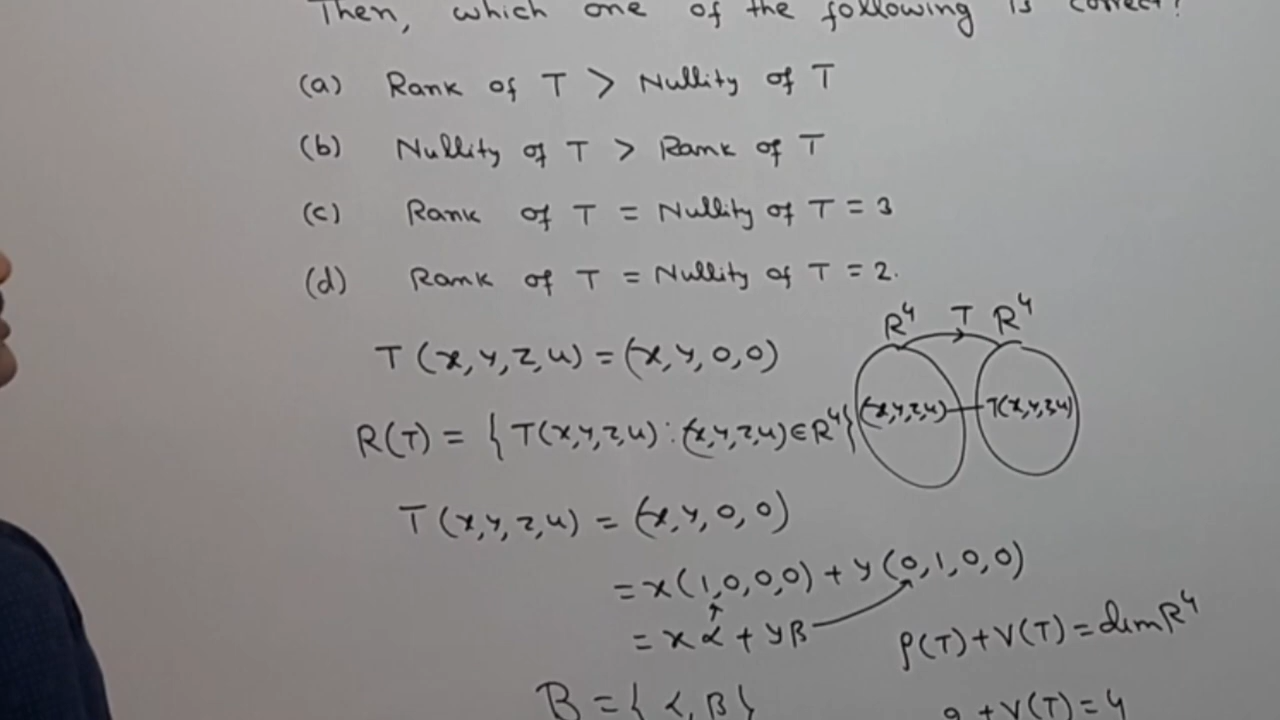 Then, which one of the following is correct?
(a) Rank of T > Nullity of T
(b) Nullity of T > Rank of T
(c) Rank of T = Nullity of T = 3
(d) Rank of T = Nullity of T = 2.
R⁴ T R⁴
T(x,y,z,u) = (x,y,0,0)
(x,y,z,u) T(x,y,z,u)
R(T) = { T(x,y,z,u) : (x,y,z,u) ∈ R⁴}
T(x,y,z,u) = (x,y,0,0)
= x(1,0,0,0) + y(0,1,0,0)
= xα + yβ
ρ(T) + ν(T) = dim R⁴
B = { α, β }
2 + ν(T) = 4